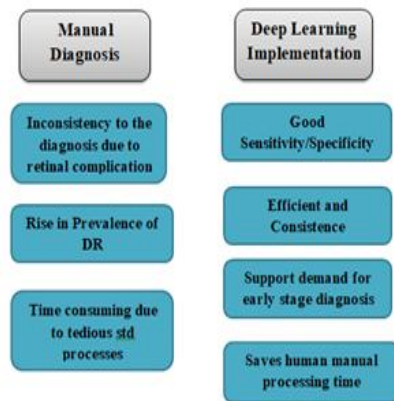 Manual
Diagnosis
Inconsistency to the
diagnosis due to
retinal complication
Rise in Prevalence of
DR
Time consuming due
to tedious std
processes
Deep Learning
Implementation
Good
Sensitivity/Specificity
Efficient and
Consistence
Support demand for
early stage diagnosis
Saves human manual
processing time